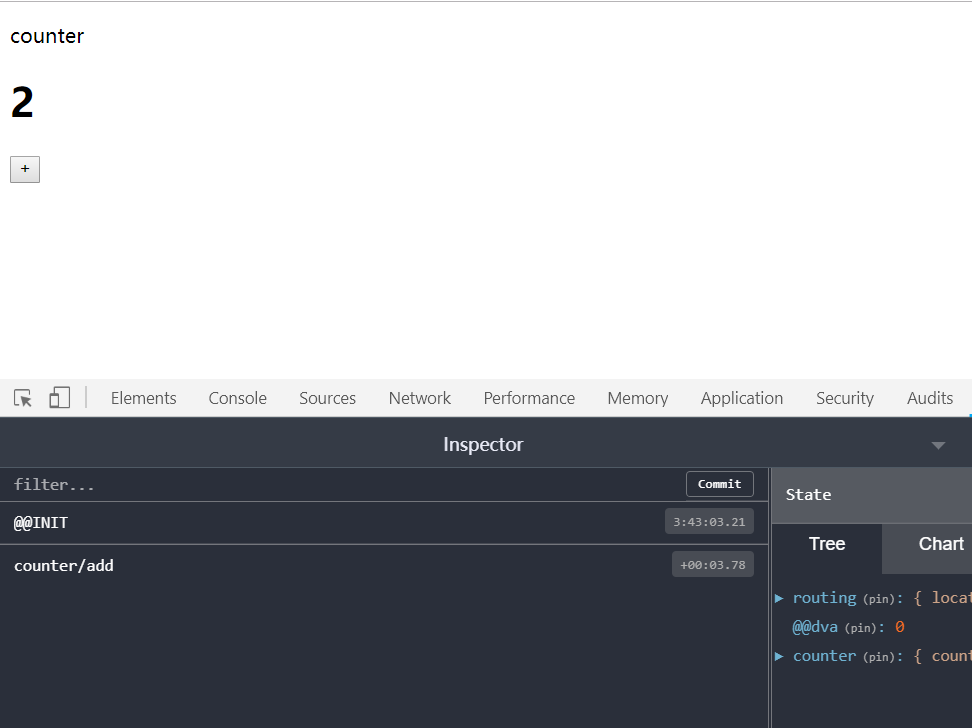 counter
2
+
Elements Console Sources Network Performance Memory Application Security Audits
Inspector
filter... Commit
State
@@INIT 3:43:03.21
Tree Chart
counter/add +00:03.78
routing (pin): { locat
@@dva (pin): 0
counter (pin): { count